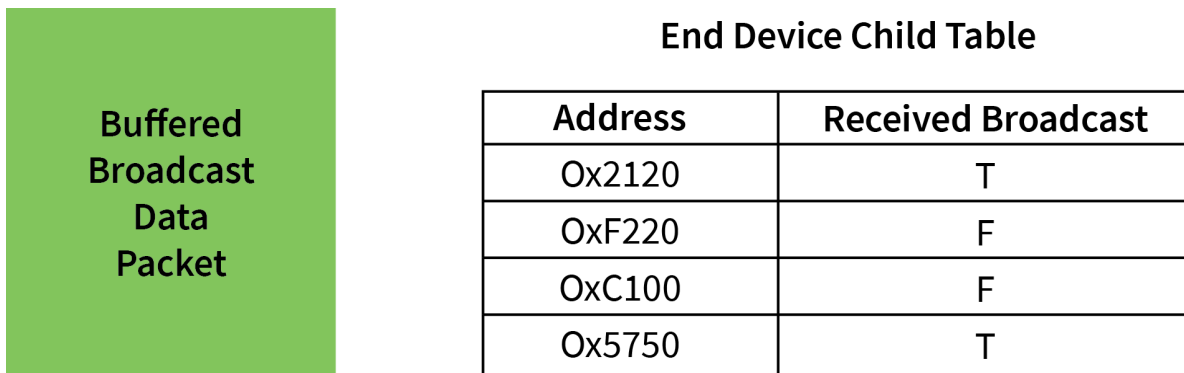 Buffered
Broadcast
Data
Packet
End Device Child Table
Address Received Broadcast
Ox2120 T
OxF220 F
OxC100 F
Ox5750 T